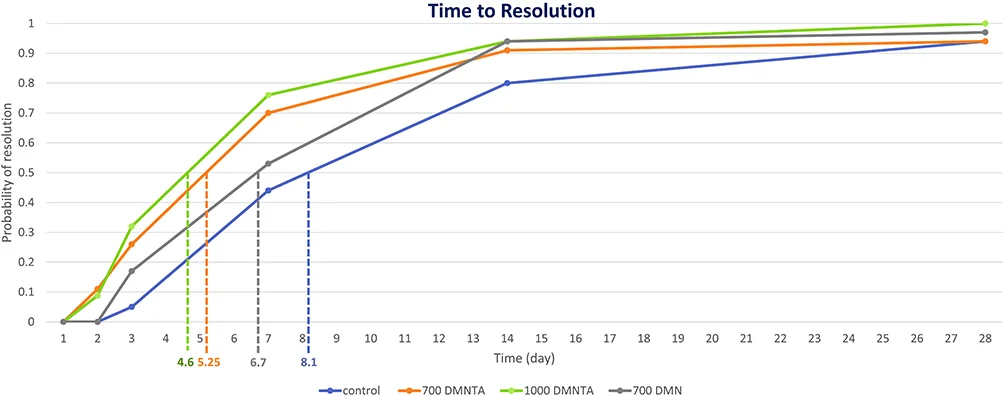 Time to Resolution
Probability of resolution
1
0.9
0.8
0.7
0.6
0.5
0.4
0.3
0.2
0.1
0
1 2 3 4 5 6 7 8 9 10 11 12 13 14 15 16 17 18 19 20 21 22 23 24 25 26 27 28
4.6 5.25 6.7 8.1
Time (day)
control 700 DMNTA 1000 DMNTA 700 DMN